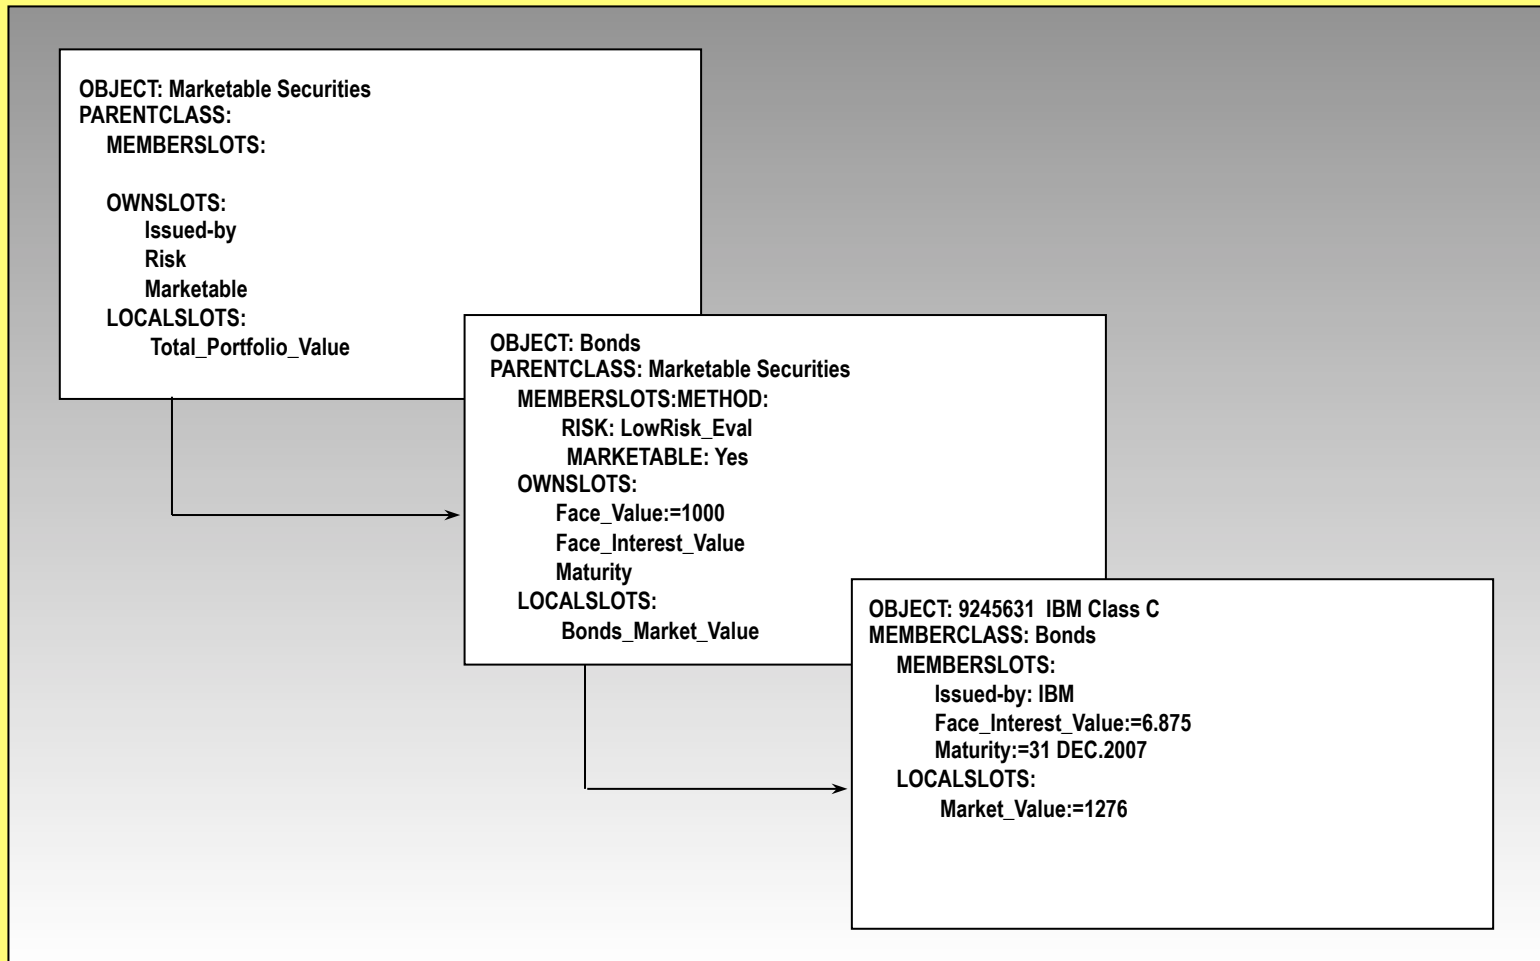 OBJECT: Marketable Securities
PARENTCLASS:
MEMBERSLOTS:
OWNSLOTS:
Issued-by
Risk
Marketable
LOCALSLOTS:
Total_Portfolio_Value
OBJECT: Bonds
PARENTCLASS: Marketable Securities
MEMBERSLOTS:METHOD:
RISK: LowRisk_Eval
MARKETABLE: Yes
OWNSLOTS:
Face_Value:=1000
Face_Interest_Value
Maturity
LOCALSLOTS:
Bonds_Market_Value
OBJECT: 9245631 IBM Class C
MEMBERCLASS: Bonds
MEMBERSLOTS:
Issued-by: IBM
Face_Interest_Value:=6.875
Maturity:=31 DEC.2007
LOCALSLOTS:
Market_Value:=1276